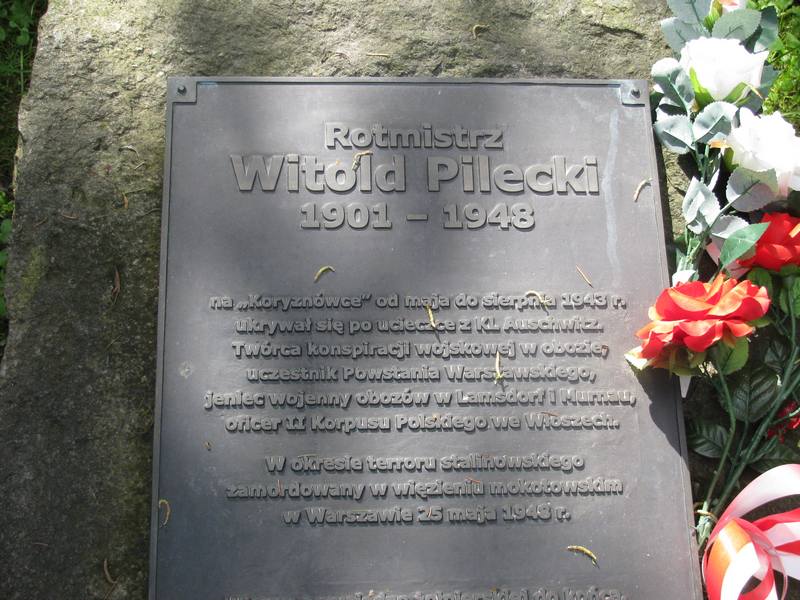 Rotmistrz
Witold Pilecki
1901 – 1948
na „Koryznówce” od maja do sierpnia 1943 r.
ukrywał się po ucieczce z KL Auschwitz.
Twórca konspiracji wojskowej w obozie,
uczestnik Powstania Warszawskiego,
jeniec wojenny obozów w Lamsdorf i Murnau,
oficer II Korpusu Polskiego we Włoszech.
W okresie terroru stalinowskiego
zamordowany w więzieniu mokotowskim
w Warszawie 25 maja 1948 r.
do końca,